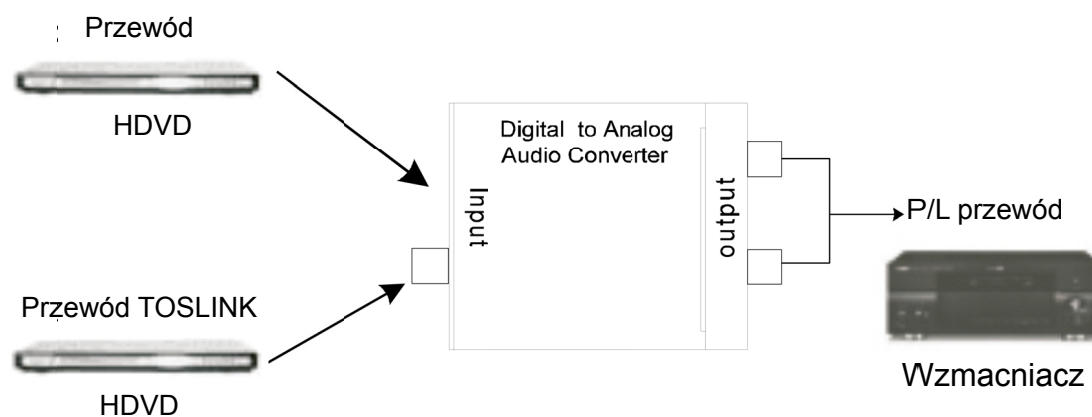 Przewód
HDVD
Digital to Analog
Audio Converter
Input
output
P/L przewód
Przewód TOSLINK
HDVD
Wzmacniacz